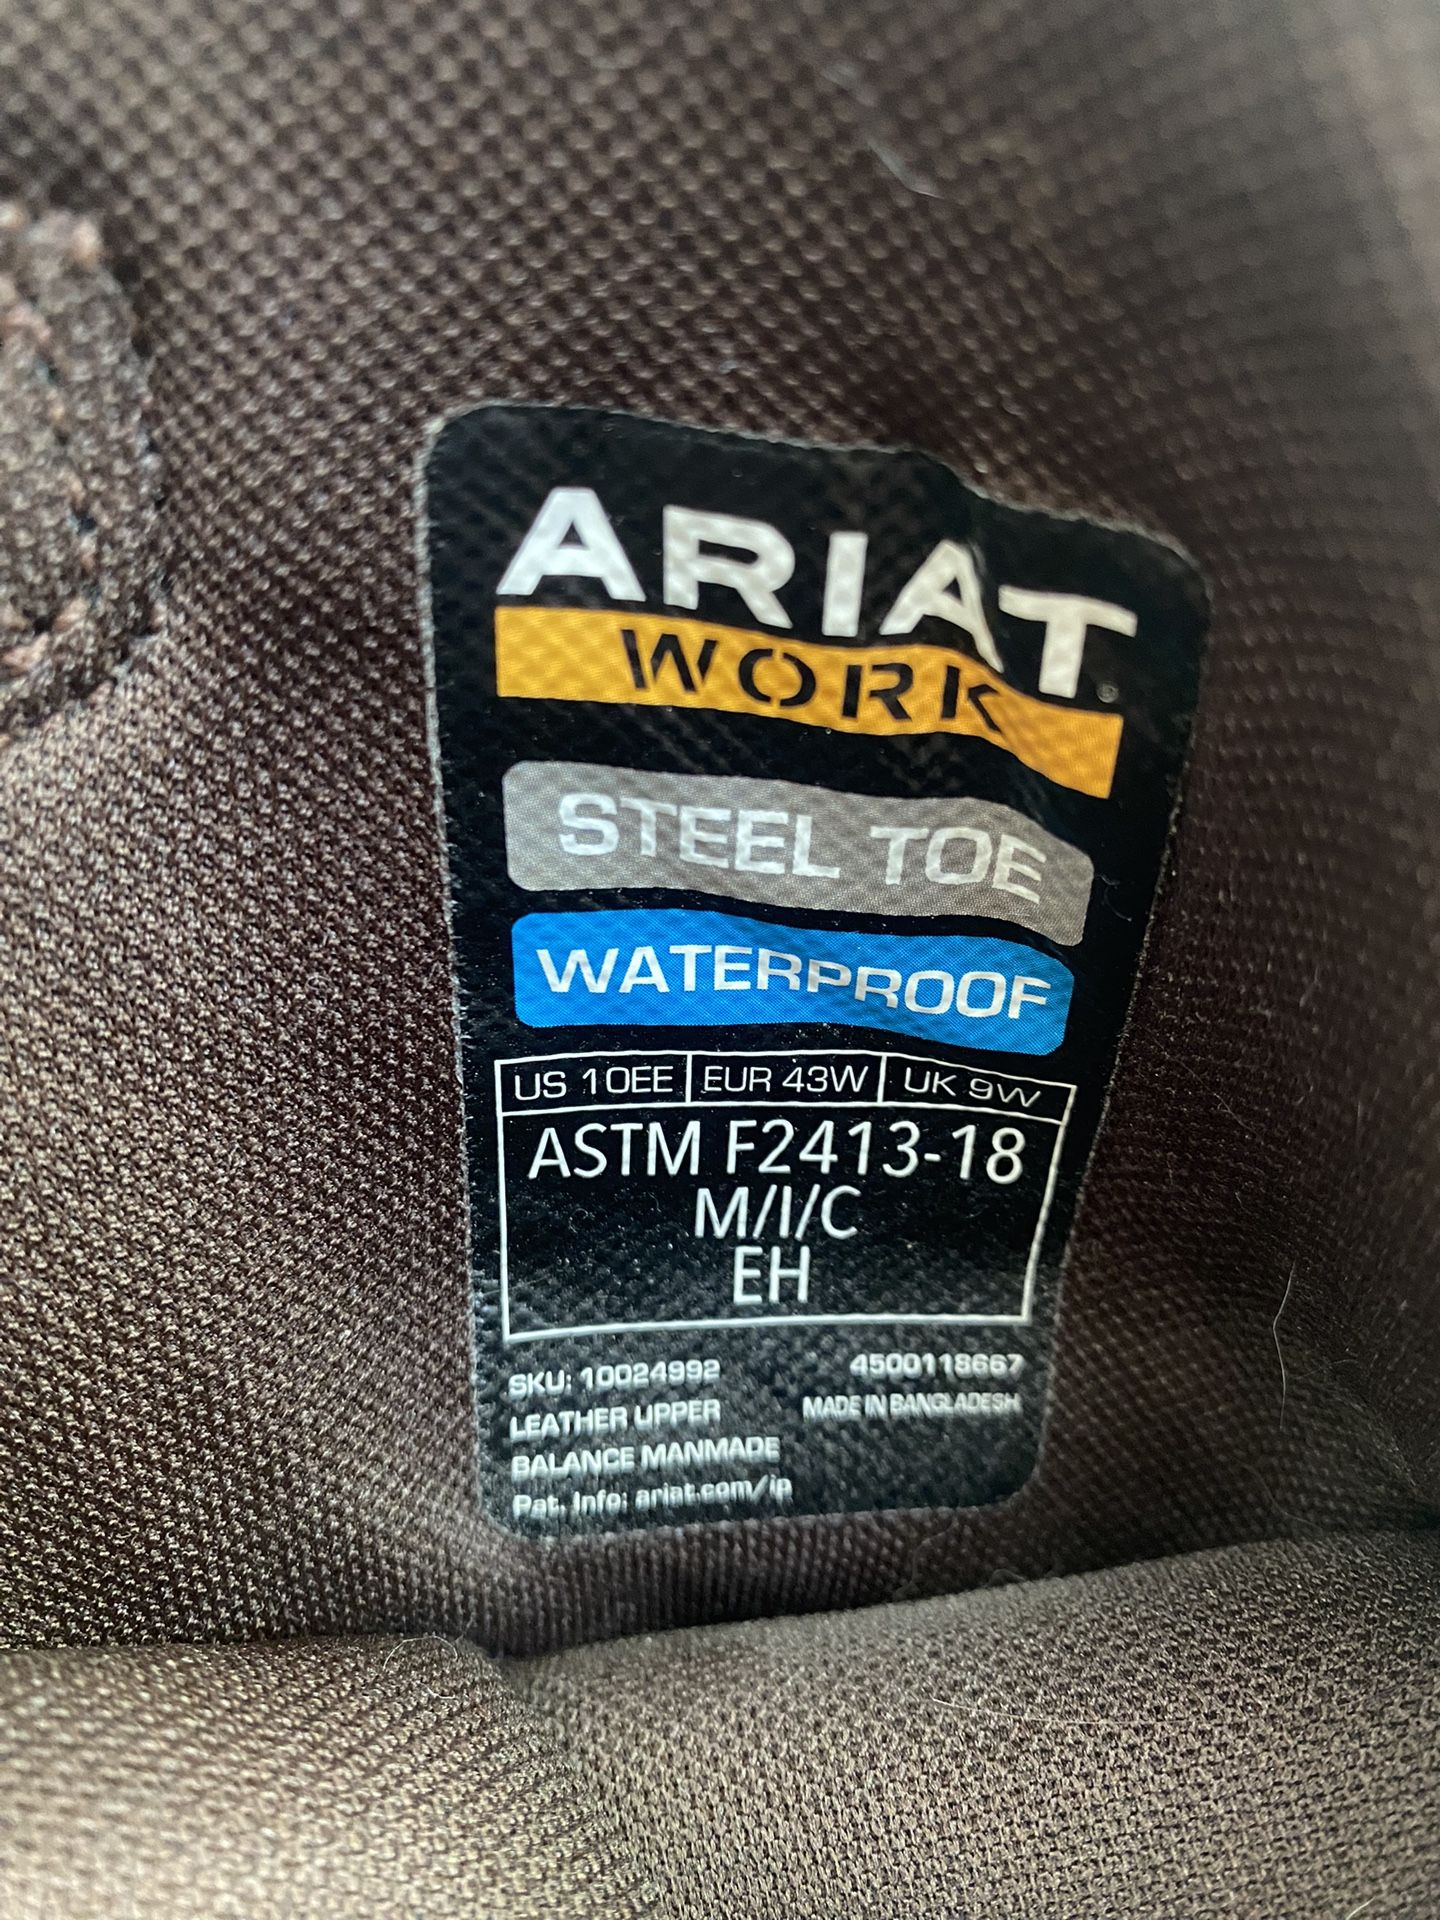 ARIAT
WORK
STEEL TOE
WATERPROOF
US 10EE EUR 43W UK 9W
ASTM F2413-18
M/I/C
EH
SKU: 10024992 4500118667
LEATHER UPPER MADE IN BANGLADESH
BALANCE MANMADE
Pat. Info: ariat.com/ip